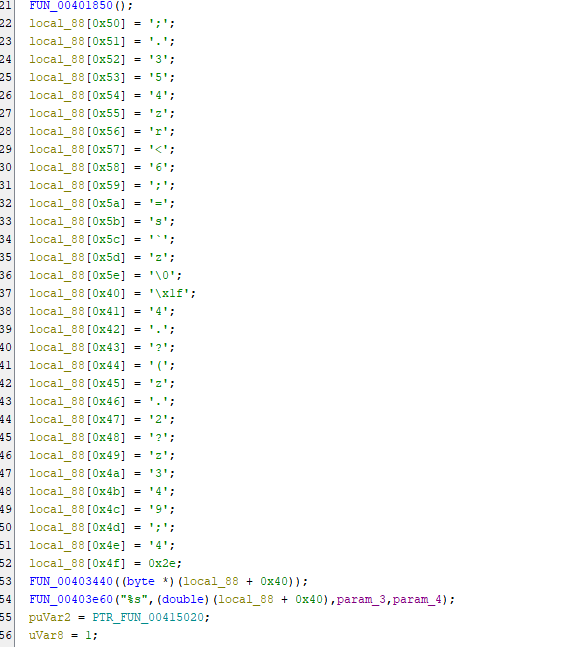 21 FUN_00401850();
22 local_88[0x50] = ';';
23 local_88[0x51] = '.';
24 local_88[0x52] = '3';
25 local_88[0x53] = '5';
26 local_88[0x54] = '4';
27 local_88[0x55] = 'z';
28 local_88[0x56] = 'r';
29 local_88[0x57] = '<';
30 local_88[0x58] = '6';
31 local_88[0x59] = ';';
32 local_88[0x5a] = '=';
33 local_88[0x5b] = 's';
34 local_88[0x5c] = '`';
35 local_88[0x5d] = 'z';
36 local_88[0x5e] = '\0';
37 local_88[0x40] = '\x1f';
38 local_88[0x41] = '4';
39 local_88[0x42] = '.';
40 local_88[0x43] = '?';
41 local_88[0x44] = '(';
42 local_88[0x45] = 'z';
43 local_88[0x46] = '.';
44 local_88[0x47] = '2';
45 local_88[0x48] = '?';
46 local_88[0x49] = 'z';
47 local_88[0x4a] = '3';
48 local_88[0x4b] = '4';
49 local_88[0x4c] = '9';
50 local_88[0x4d] = ';';
51 local_88[0x4e] = '4';
52 local_88[0x4f] = 0x2e;
53 FUN_00403440((byte *)(local_88 + 0x40));
54 FUN_00403e60("%s",(double)(local_88 + 0x40),param_3,param_4);
55 puVar2 = PTR_FUN_00415020;
56 uVar8 = 1;